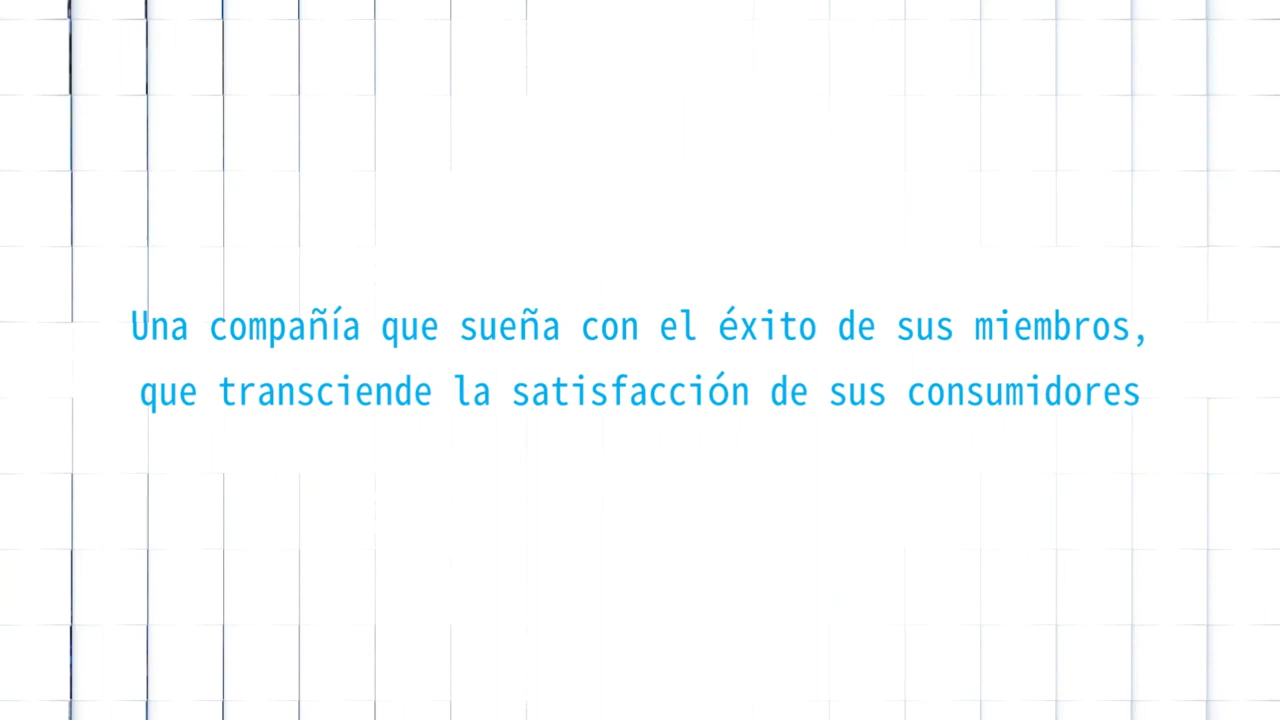 Una compañía que sueña con el éxito de sus miembros,
que transciende la satisfacción de sus consumidores